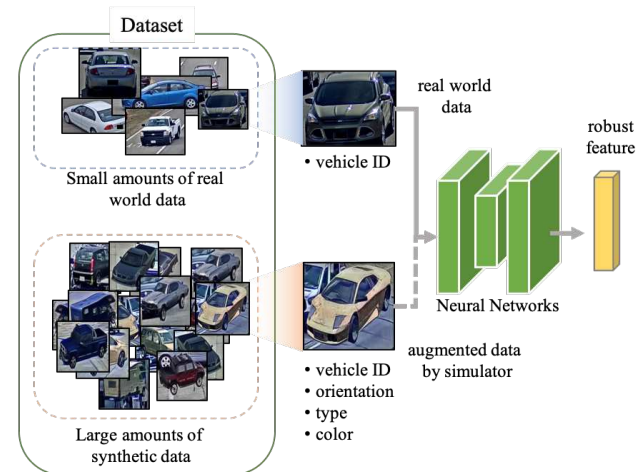 Dataset
Small amounts of real
world data
• vehicle ID
real world
data
robust
feature
Neural Networks
augmented data
by simulator
• vehicle ID
• orientation
• type
• color
Large amounts of
synthetic data